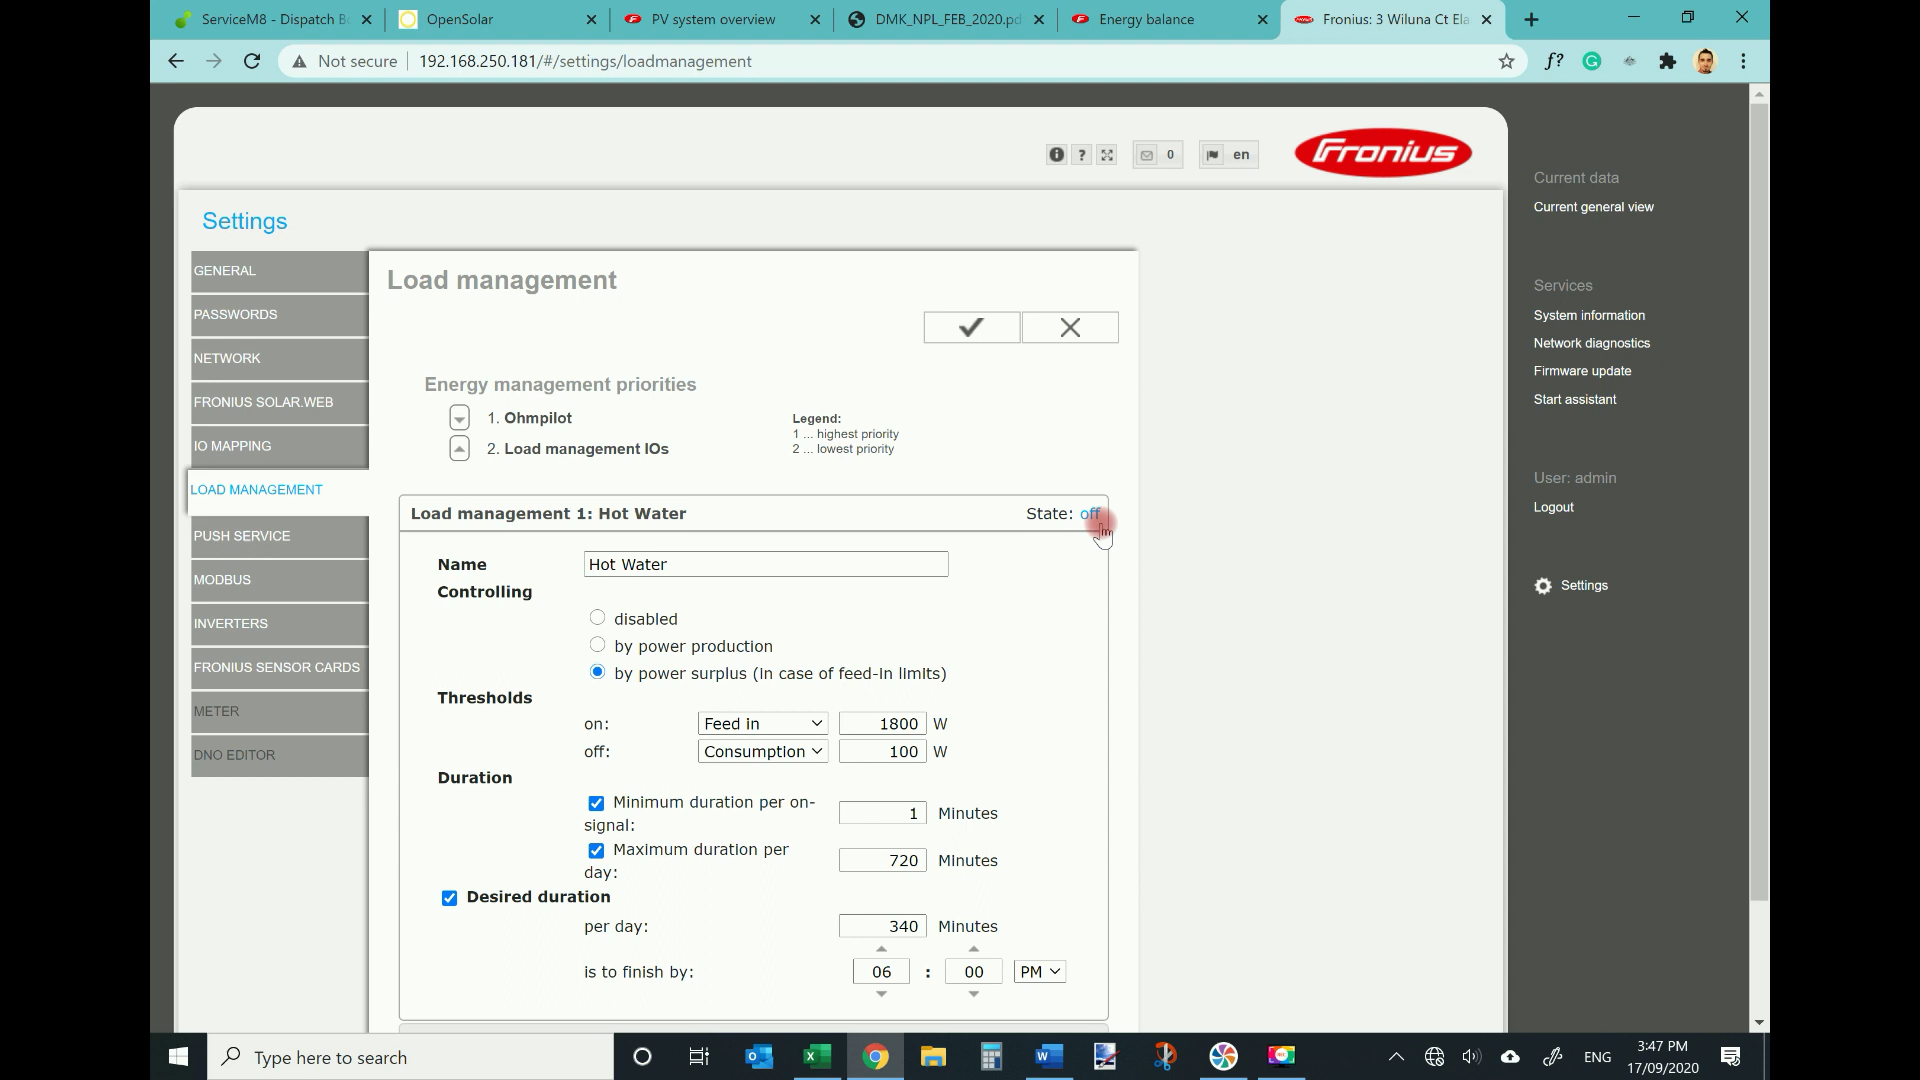 ServiceM8 - Dispatch Bo
OpenSolar
PV system overview
DMK_NPL_FEB_2020.pd
Energy balance
Fronius: 3 Wiluna Ct Ela
Not secure
192.168.250.181/#/settings/loadmanagement
f?
G
i
?
0
en
Fronius
Current data
Current general view
Services
System information
Network diagnostics
Firmware update
Start assistant
User: admin
Logout
Settings
Settings
GENERAL
PASSWORDS
NETWORK
FRONIUS SOLAR.WEB
IO MAPPING
LOAD MANAGEMENT
PUSH SERVICE
MODBUS
INVERTERS
FRONIUS SENSOR CARDS
METER
DNO EDITOR
Load management
Energy management priorities
1. Ohmpilot
2. Load management IOs
Legend:
1 ... highest priority
2 ... lowest priority
Load management 1: Hot Water
State: off
Name
Hot Water
Controlling
disabled
by power production
by power surplus (in case of feed-in limits)
Thresholds
on: Feed in 1800 W
off: Consumption 100 W
Duration
Minimum duration per on-
signal: 1 Minutes
Maximum duration per
day: 720 Minutes
Desired duration
per day: 340 Minutes
is to finish by: 06 : 00 PM
Type here to search
ENG
3:47 PM
17/09/2020